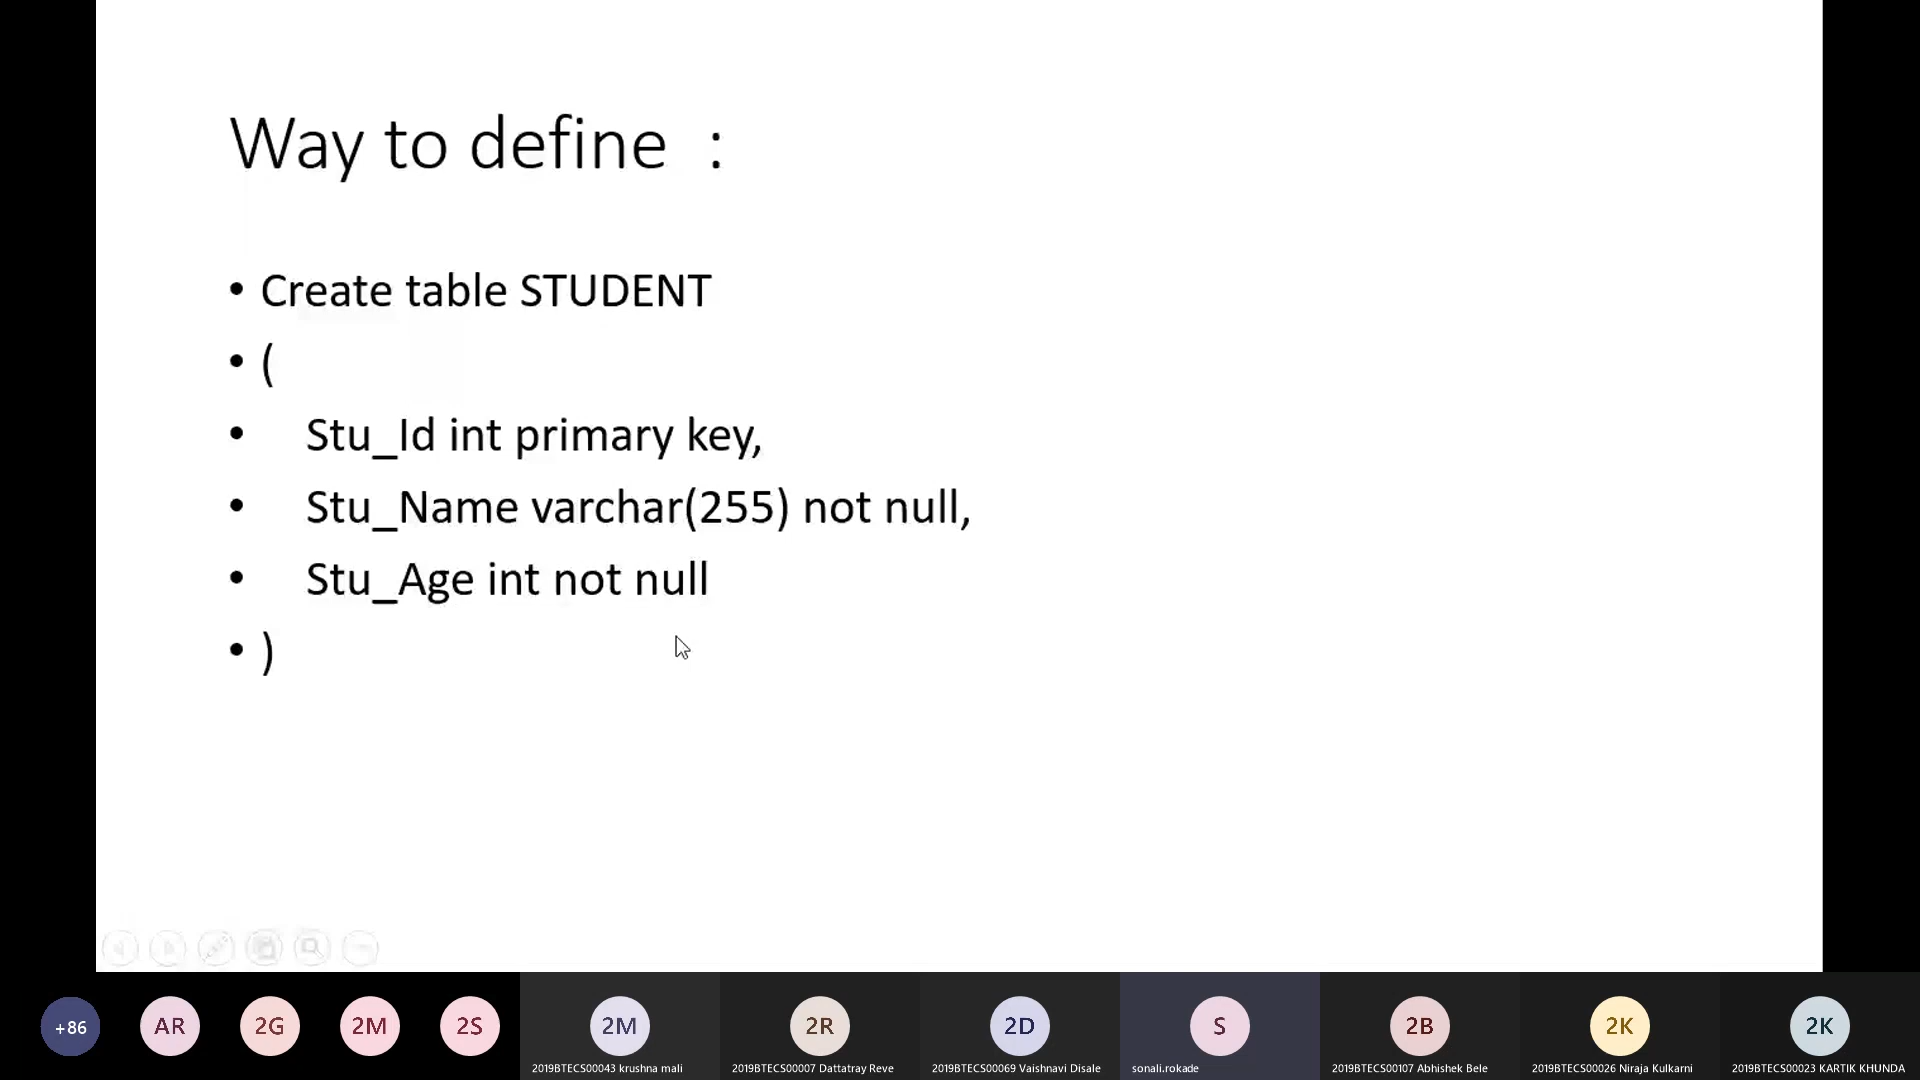 Way to define :
• Create table STUDENT
• (
• Stu_Id int primary key,
• Stu_Name varchar(255) not null,
• Stu_Age int not null
• )
+86
AR
2G
2M
2S
2M
2R
2D
S
2B
2K
2K
2019BTECS00043 krushna mali
2019BTECS00007 Dattatray Reve
2019BTECS00069 Vaishnavi Disale
sonali.rokade
2019BTECS00107 Abhishek Bele
2019BTECS00026 Niraja Kulkarni
2019BTECS00023 KARTIK KHUNDA